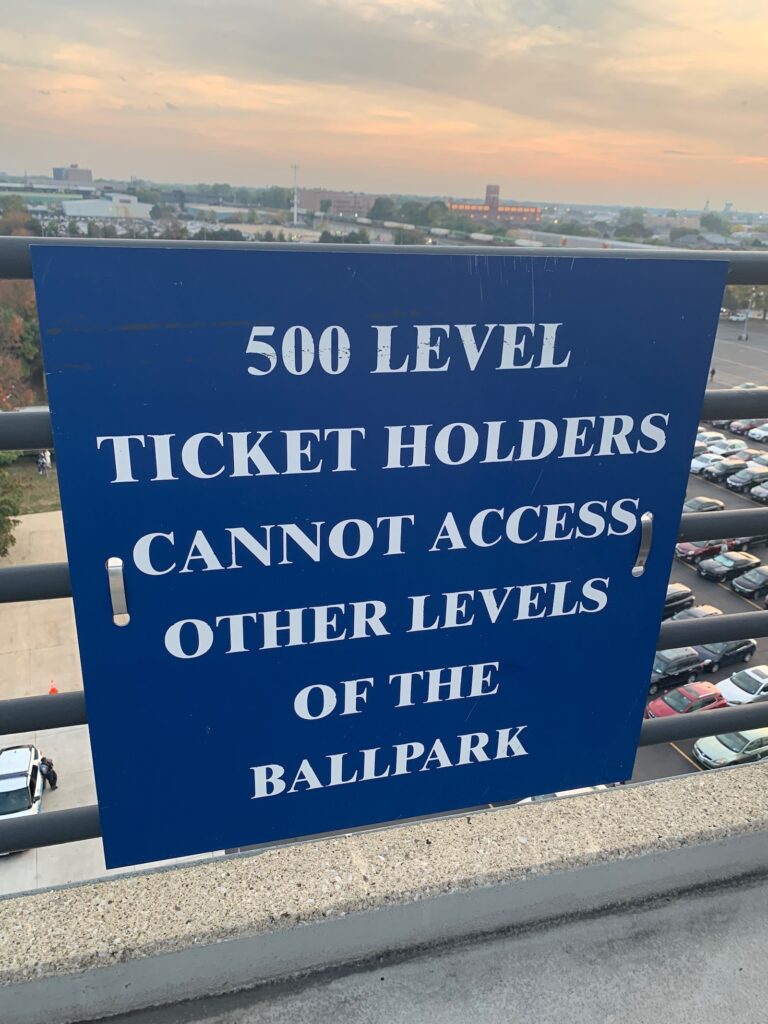 500 LEVEL
TICKET HOLDERS
CANNOT ACCESS
OTHER LEVELS
OF THE
BALLPARK